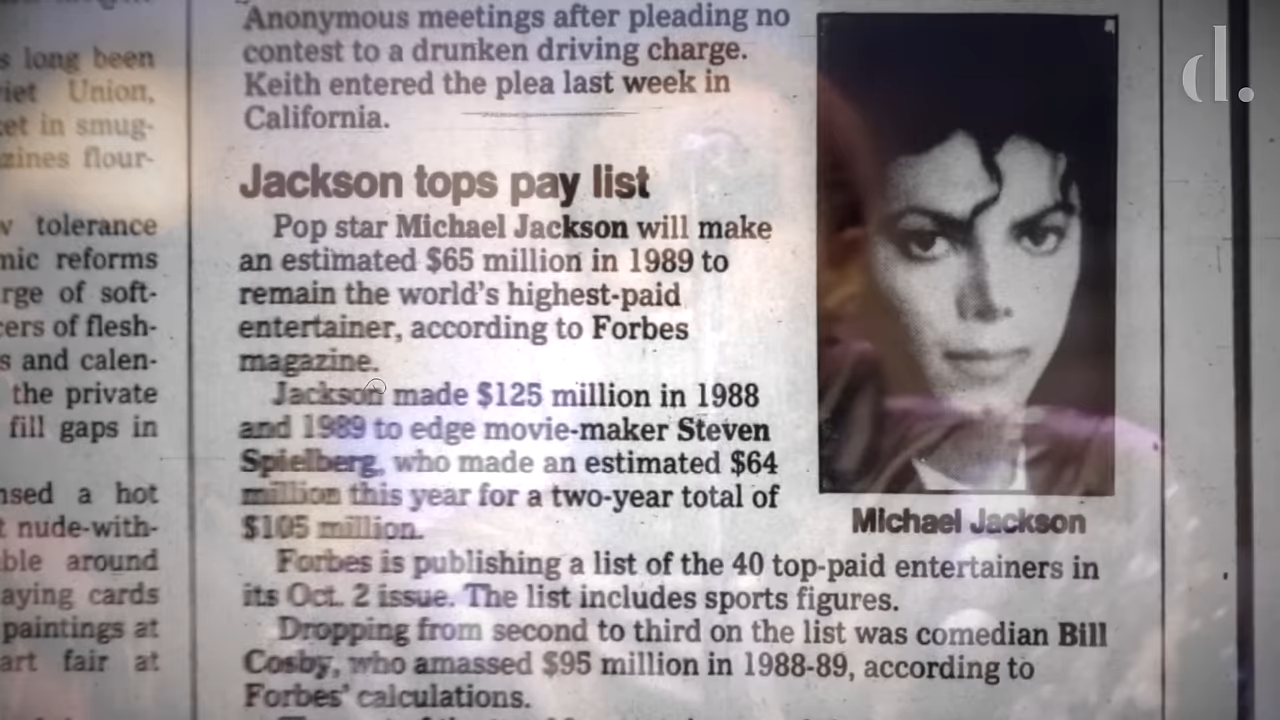 s long been
riet Union,
ket in smug-
zines flour-
w tolerance
mic reforms
rge of soft-
cers of flesh-
s and calen-
the private
fill gaps in
nsed a hot
t nude-with-
ble around
aying cards
paintings at
art fair at
Anonymous meetings after pleading no
contest to a drunken driving charge.
Keith entered the plea last week in
California.
Jackson tops pay list
Pop star Michael Jackson will make
an estimated $65 million in 1989 to
remain the world's highest-paid
entertainer, according to Forbes
magazine.
Jackson made $125 million in 1988
and 1989 to edge movie-maker Steven
Spielberg, who made an estimated $64
million this year for a two-year total of
$105 million.
Forbes is publishing a list of the 40 top-paid entertainers in
its Oct. 2 issue. The list includes sports figures.
Dropping from second to third on the list was comedian Bill
Cosby, who amassed $95 million in 1988-89, according to
Forbes' calculations.
Michael Jackson
d.